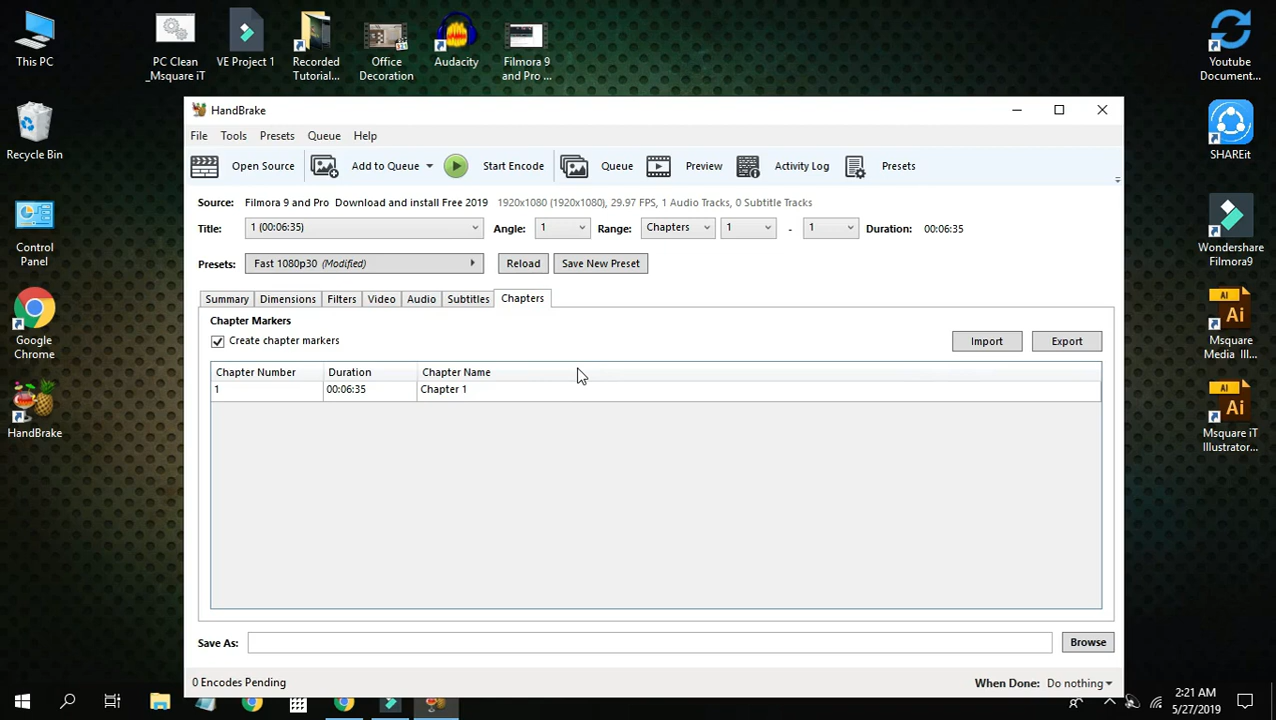 This PC
PC Clean
_Msquare iT
VE Project 1
Recorded
Tutorial...
Office
Decoration
Audacity
Filmora 9
and Pro ...
Youtube
Document...
Recycle Bin
SHAREit
Control
Panel
Wondershare
Filmora9
Google
Chrome
Ai
Msquare
Media Ill...
HandBrake
Ai
Msquare iT
Illustrator...
HandBrake
File Tools Presets Queue Help
Open Source Add to Queue Start Encode Queue Preview Activity Log Presets
Source: Filmora 9 and Pro Download and install Free 2019 1920x1080 (1920x1080), 29.97 FPS, 1 Audio Tracks, 0 Subtitle Tracks
Title: 1 (00:06:35) Angle: 1 Range: Chapters 1 - 1 Duration: 00:06:35
Presets: Fast 1080p30 (Modified) Reload Save New Preset
Summary Dimensions Filters Video Audio Subtitles Chapters
Chapter Markers
Create chapter markers Import Export
Chapter Number Duration Chapter Name
1 00:06:35 Chapter 1
Save As: Browse
0 Encodes Pending When Done: Do nothing
2:21 AM
5/27/2019